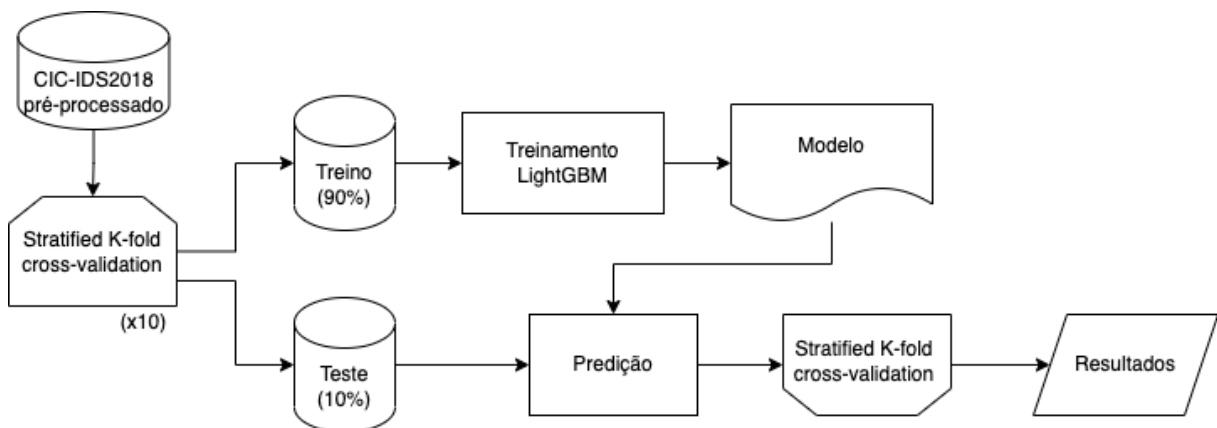 CIC-IDS2018
pré-processado
Stratified K-fold
cross-validation
(x10)
Treino
(90%)
Treinamento
LightGBM
Modelo
Teste
(10%)
Predição
Stratified K-fold
cross-validation
Resultados